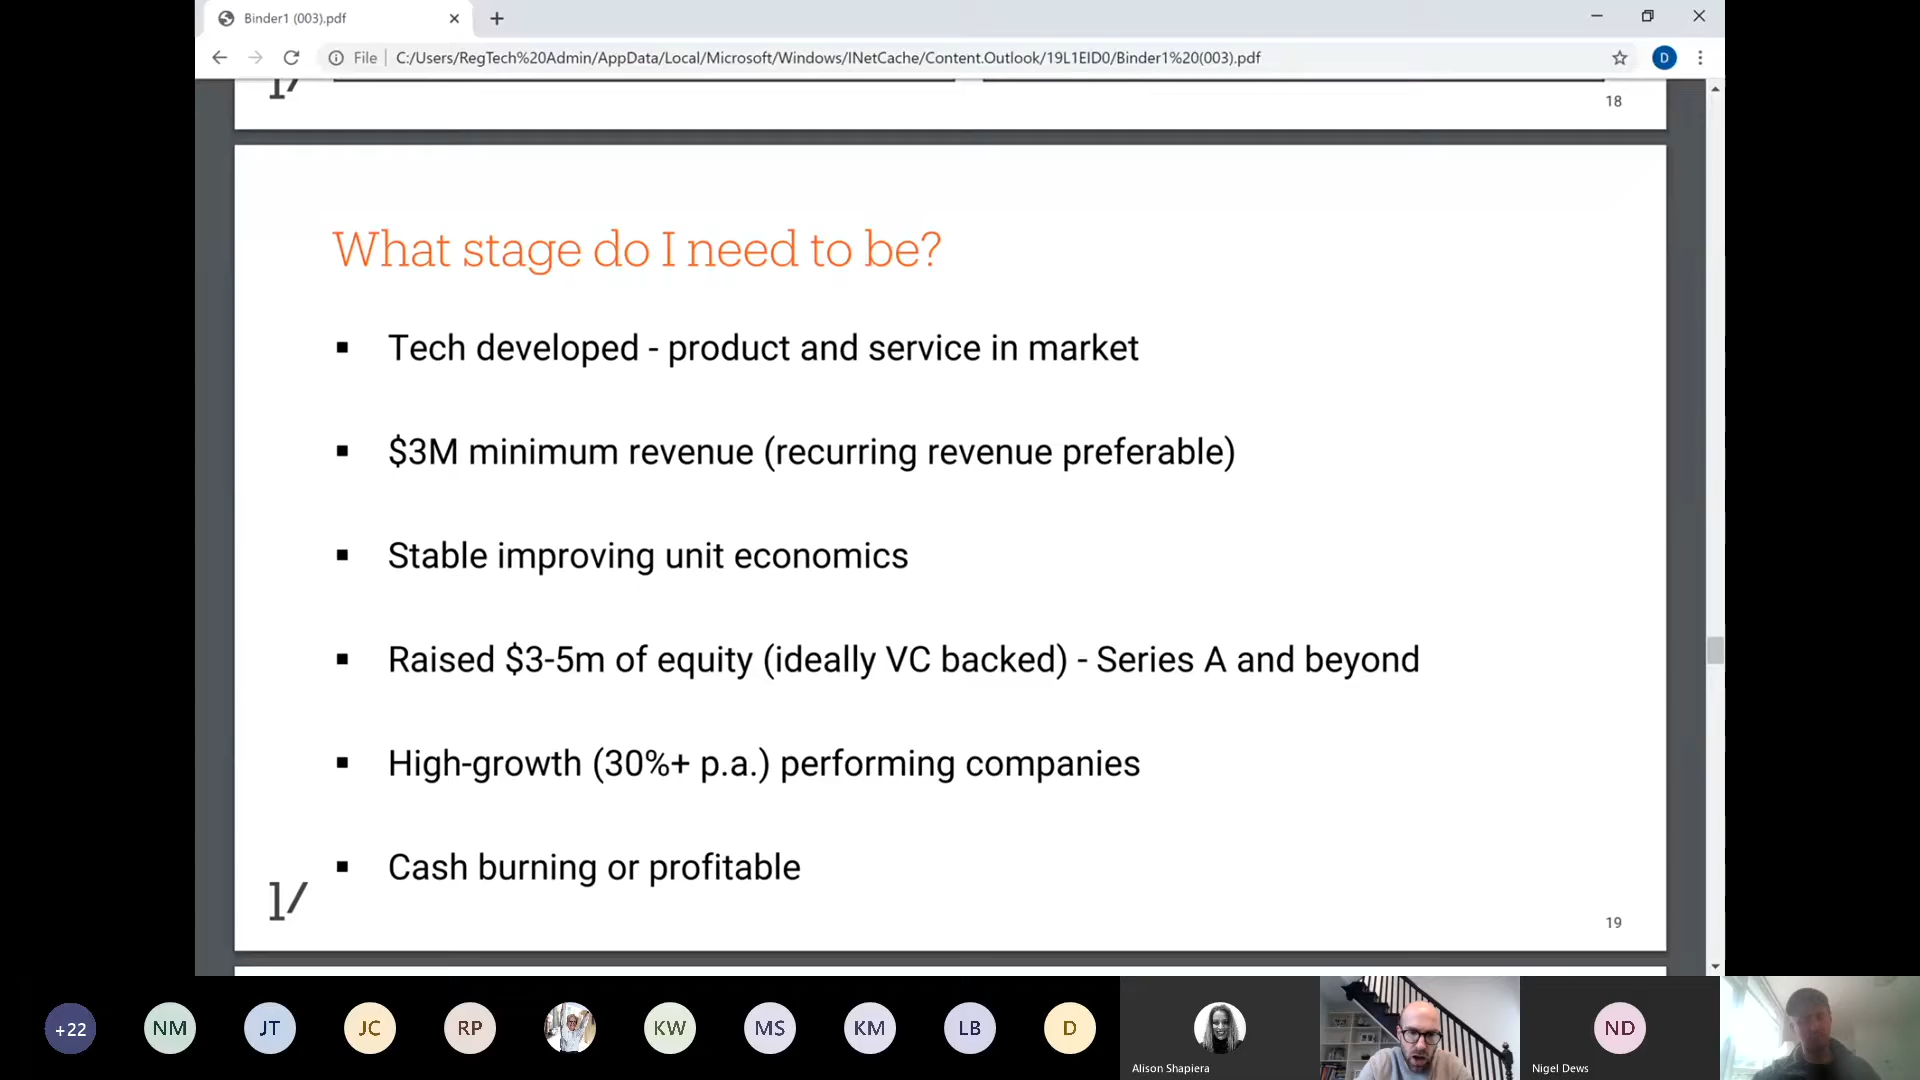 Binder1 (003).pdf
File
C:/Users/RegTech%20Admin/AppData/Local/Microsoft/Windows/INetCache/Content.Outlook/19L1EID0/Binder1%20(003).pdf
D
1/
18
What stage do I need to be?
▪ Tech developed - product and service in market
▪ $3M minimum revenue (recurring revenue preferable)
▪ Stable improving unit economics
▪ Raised $3-5m of equity (ideally VC backed) - Series A and beyond
▪ High-growth (30%+ p.a.) performing companies
▪ Cash burning or profitable
1/
19
+22
NM
JT
JC
RP
KW
MS
KM
LB
D
Alison Shapiera
ND
Nigel Dews